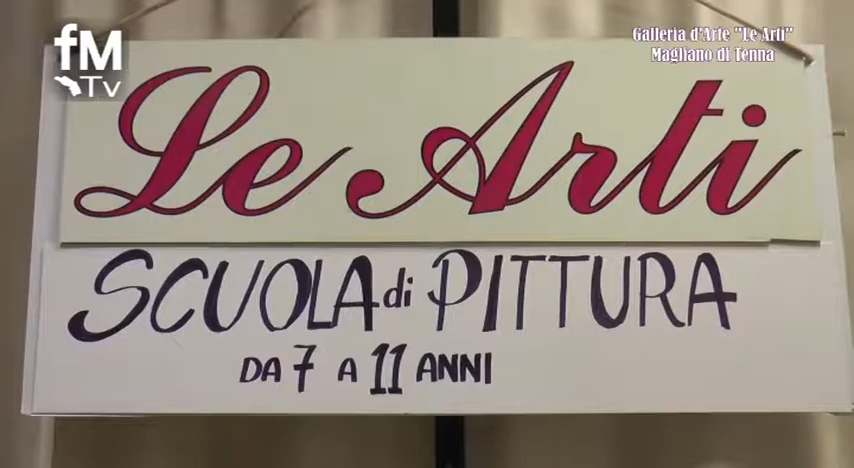 fM
Tv
Galleria d'Arte "Le Arti"
Magliano di Tenna
Le Arti
SCUOLA di PITTURA
DA 7 A 11 ANNI